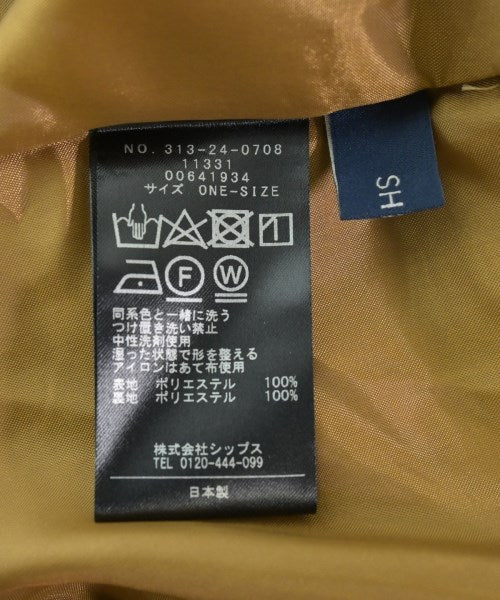 NO. 313-24-0708
11331
00641934
サイズ ONE-SIZE
F W
同系色と一緒に洗う
つけ置き洗い禁止
中性洗剤使用
湿った状態で形を整える
アイロンはあて布使用
表地 ポリエステル 100%
裏地 ポリエステル 100%
株式会社シップス
TEL 0120-444-099
日本製
SH